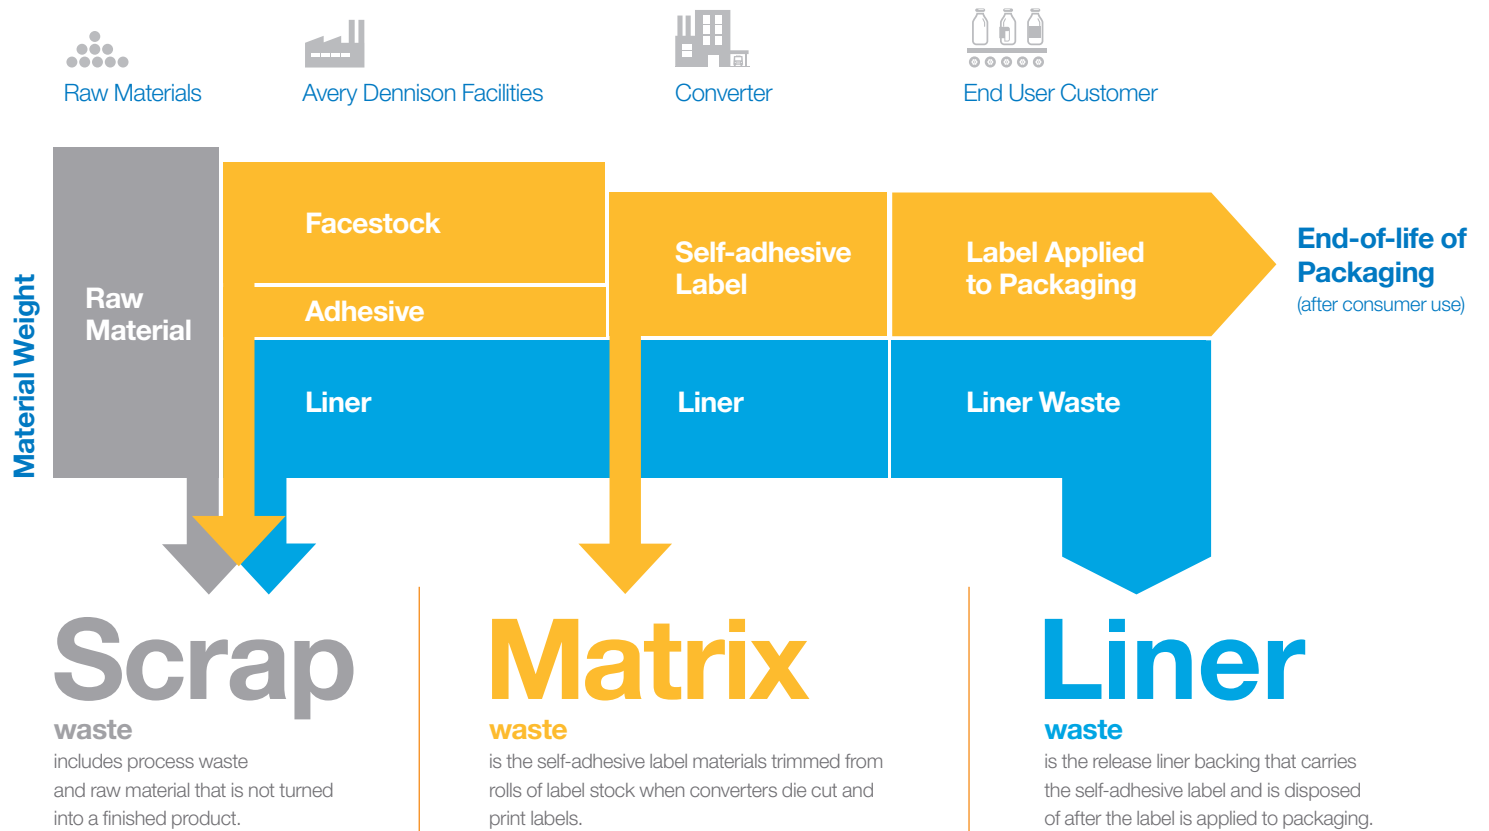 Raw Materials
Avery Dennison Facilities
Converter
End User Customer
Material Weight
Raw
Material
Facestock
Adhesive
Liner
Self-adhesive
Label
Liner
Label Applied
to Packaging
Liner Waste
End-of-life of
Packaging
(after consumer use)
Scrap
waste
includes process waste
and raw material that is not turned
into a finished product.
Matrix
waste
is the self-adhesive label materials trimmed from
rolls of label stock when converters die cut and
print labels.
Liner
waste
is the release liner backing that carries
the self-adhesive label and is disposed
of after the label is applied to packaging.